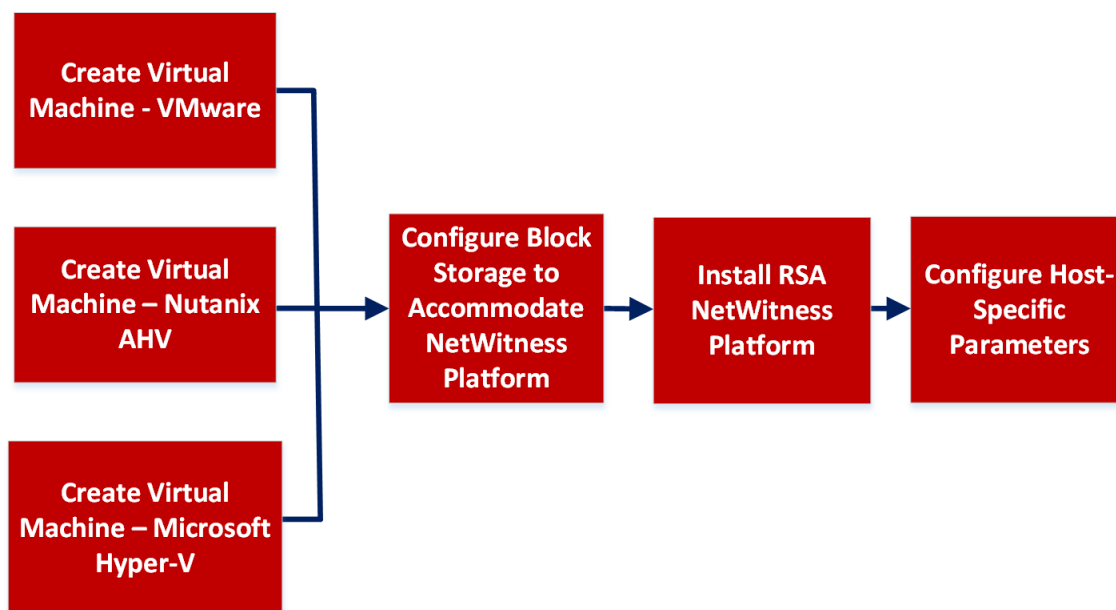 Create Virtual
Machine - VMware
Create Virtual
Machine – Nutanix
AHV
Create Virtual
Machine – Microsoft
Hyper-V
Configure Block
Storage to
Accommodate
NetWitness
Platform
Install RSA
NetWitness
Platform
Configure Host-
Specific
Parameters